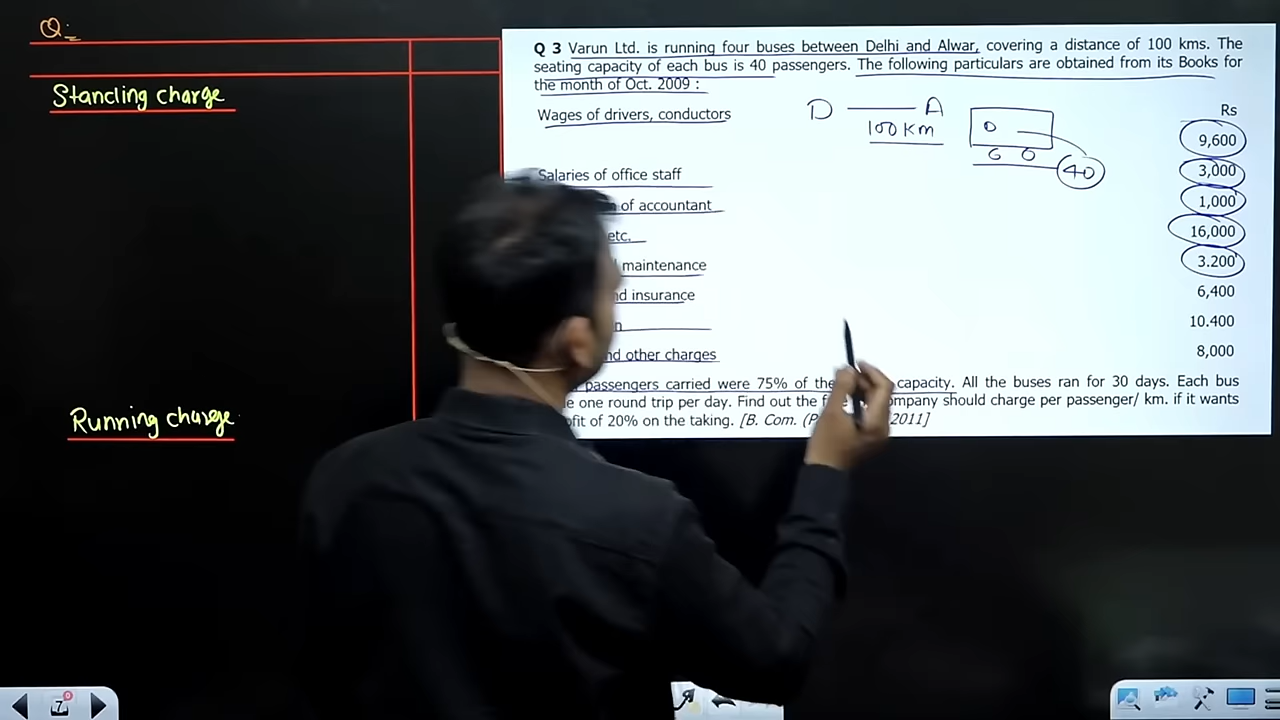 Q:-
Standing charge
Running charge
Q 3 Varun Ltd. is running four buses between Delhi and Alwar, covering a distance of 100 kms. The
seating capacity of each bus is 40 passengers. The following particulars are obtained from its Books for
the month of Oct. 2009 :
D — A
100 km
40
Rs
Wages of drivers, conductors 9,600
Salaries of office staff 3,000
of accountant 1,000
etc. 16,000
maintenance 3.200
insurance 6,400
10.400
other charges 8,000
passengers carried were 75% of the capacity. All the buses ran for 30 days. Each bus
one round trip per day. Find out the should charge per passenger/ km. if it wants
of 20% on the taking. [B. Com. 2011]
7